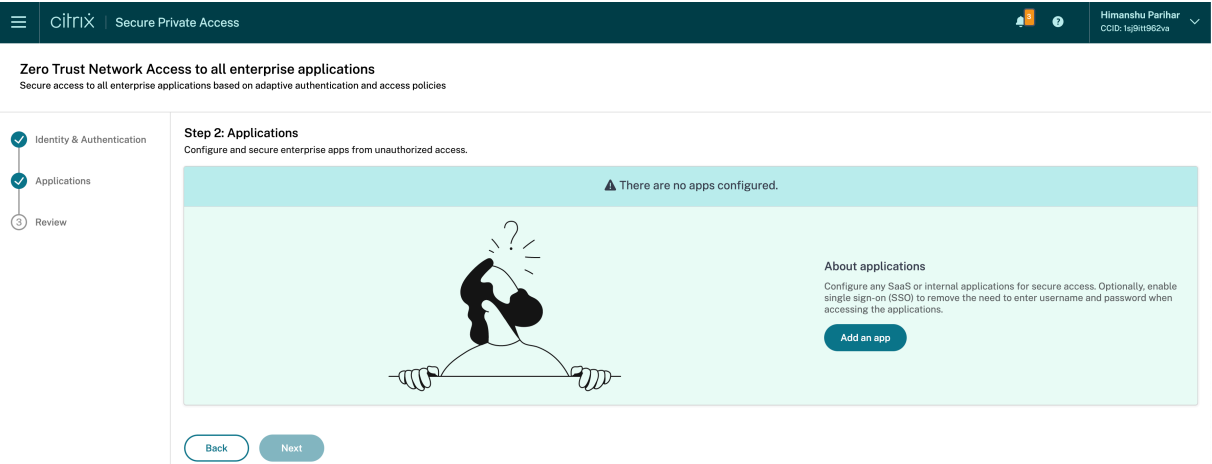 citrix | Secure Private Access
3
?
Himanshu Parihar
CCID: 1sj9itt962va
Zero Trust Network Access to all enterprise applications
Secure access to all enterprise applications based on adaptive authentication and access policies
Identity & Authentication
Applications
3 Review
Step 2: Applications
Configure and secure enterprise apps from unauthorized access.
There are no apps configured.
?
About applications
Configure any SaaS or internal applications for secure access. Optionally, enable
single sign-on (SSO) to remove the need to enter username and password when
accessing the applications.
Add an app
Back
Next